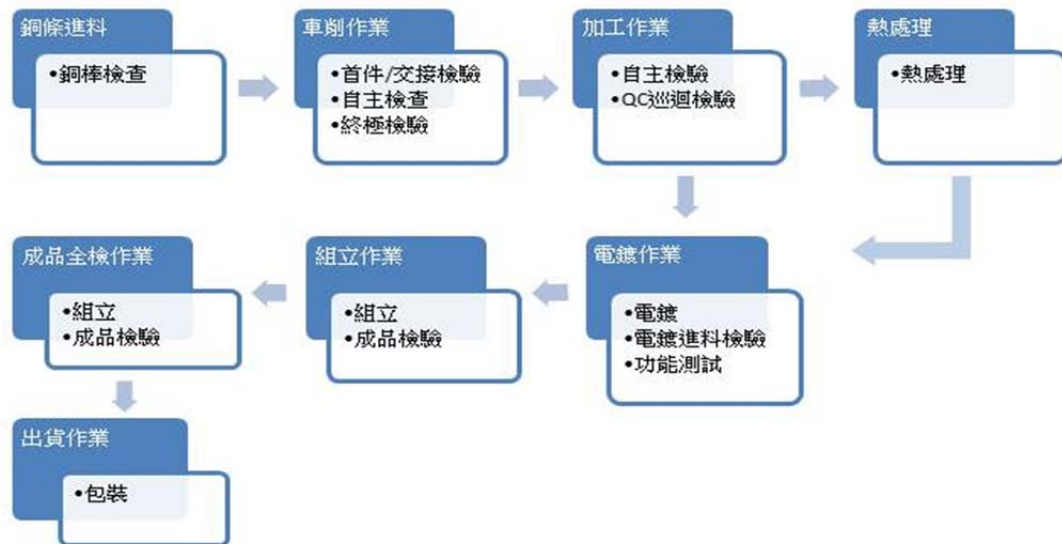 銅條進料
•銅棒檢查
車削作業
•首件/交接檢驗
•自主檢查
•終極檢驗
加工作業
•自主檢驗
•QC巡迴檢驗
熱處理
•熱處理
電鍍作業
•電鍍
•電鍍進料檢驗
•功能測試
組立作業
•組立
•成品檢驗
成品全檢作業
•組立
•成品檢驗
出貨作業
•包裝